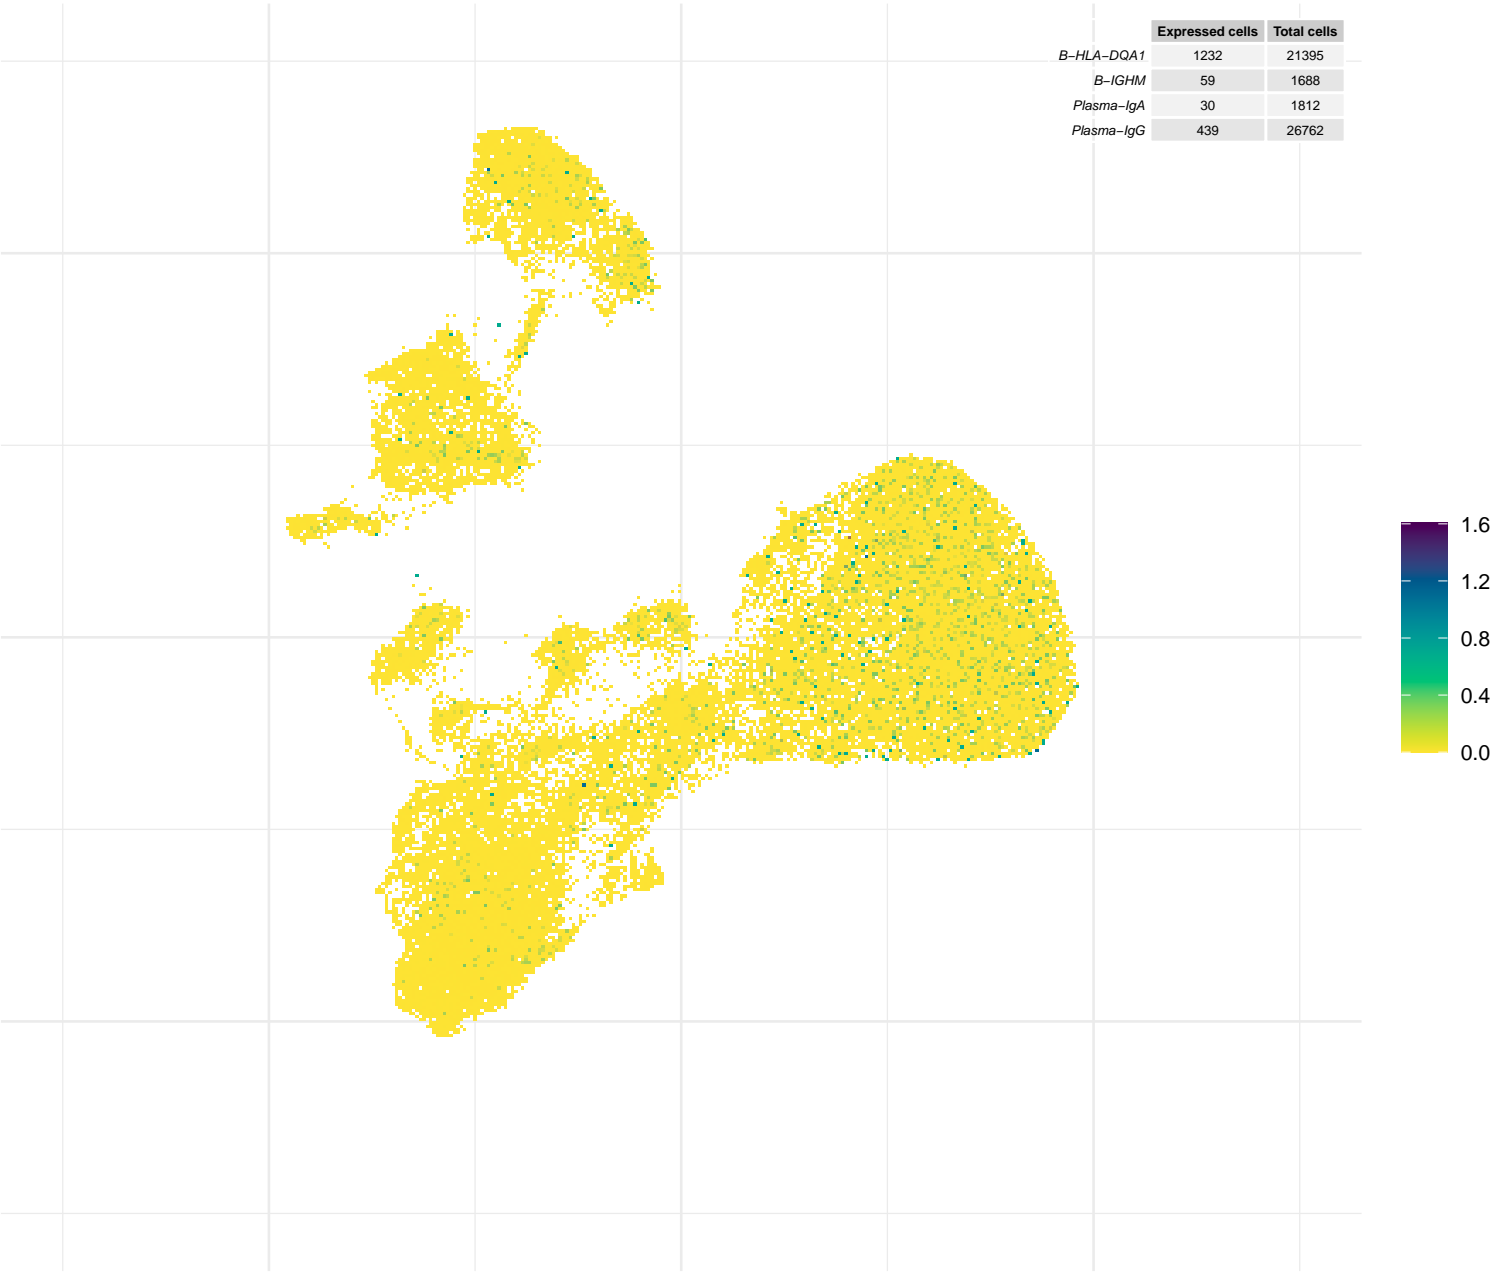 Expressed cells Total cells
B−HLA−DQA1 1232 21395
B−IGHM 59 1688
Plasma−IgA 30 1812
Plasma−IgG 439 26762
1.6
1.2
0.8
0.4
0.0